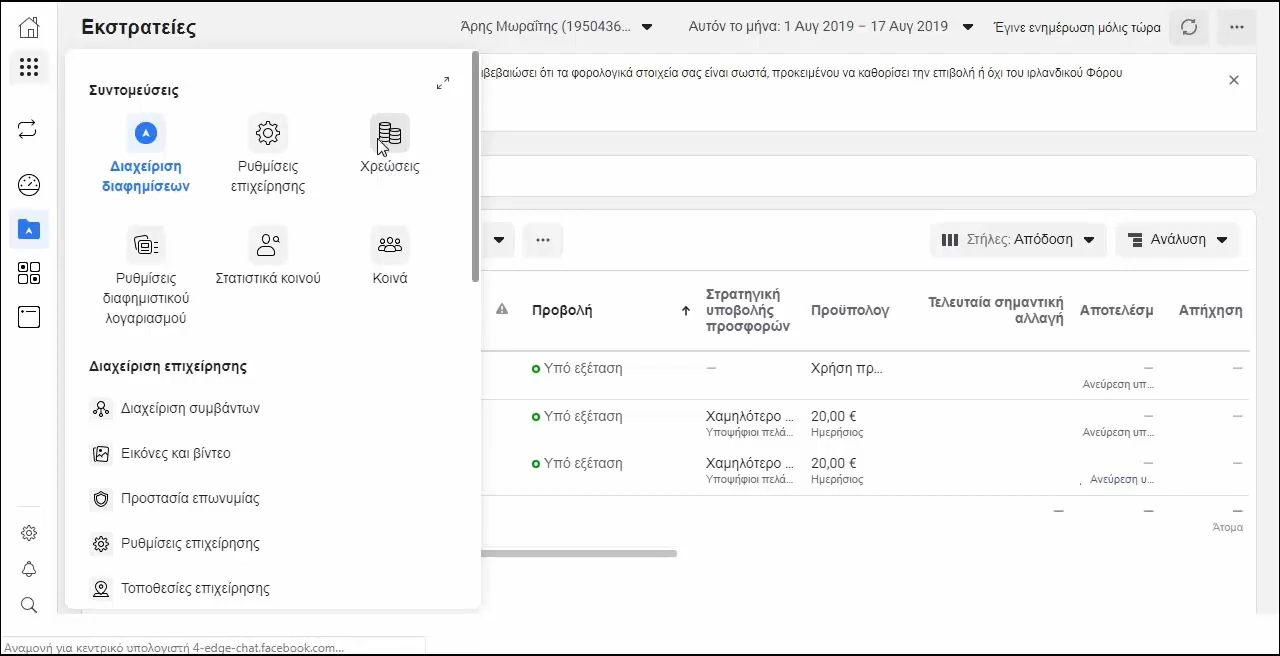 Εκστρατείες
Άρης Μωραΐτης (1950436...
Αυτόν το μήνα: 1 Αυγ 2019 – 17 Αυγ 2019
Έγινε ενημέρωση μόλις τώρα
ότι τα φορολογικά στοιχεία σας είναι σωστά, προκειμένου να καθορίσει την επιβολή ή όχι του ιρλανδικού Φόρου
Συντομεύσεις
Διαχείριση
διαφημίσεων
Ρυθμίσεις
επιχείρησης
Χρεώσεις
Ρυθμίσεις
διαφημιστικού
λογαριασμού
Στατιστικά κοινού
Κοινά
Διαχείριση επιχείρησης
Διαχείριση συμβάντων
Εικόνες και βίντεο
Προστασία επωνυμίας
Ρυθμίσεις επιχείρησης
Τοποθεσίες επιχείρησης
Στήλες: Απόδοση
Ανάλυση
Προβολή
Στρατηγική
υποβολής
προσφορών
Προϋπολογ
Τελευταία σημαντική
αλλαγή
Αποτελέσμ
Απήχηση
Υπό εξέταση
—
Χρήση πρ...
—
—
Ανεύρεση υπ...
Υπό εξέταση
Χαμηλότερο ...
20,00 €
—
—
Υποψήφιοι πελά...
Ημερήσιος
Ανεύρεση υπ...
Υπό εξέταση
Χαμηλότερο ...
20,00 €
—
—
Υποψήφιοι πελά...
Ημερήσιος
Ανεύρεση υ...
—
—
—
Άτομα
Αναμονή για κεντρικό υπολογιστή 4-edge-chat.facebook.com...